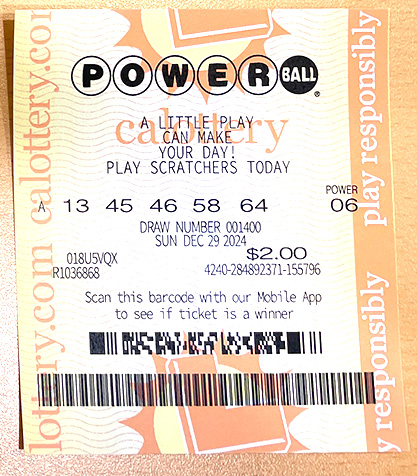 POWERBALL
A LITTLE PLAY
CAN MAKE
YOUR DAY!
PLAY SCRATCHERS TODAY
calottery
POWER
A 13 45 46 58 64 06
DRAW NUMBER 001400
SUN DEC 29 2024
018U5VQX $2.00
R1036868 4240-284892371-155796
Scan this barcode with our Mobile App
to see if ticket is a winner
lottery.com calottery.com
play responsibly
y responsibly